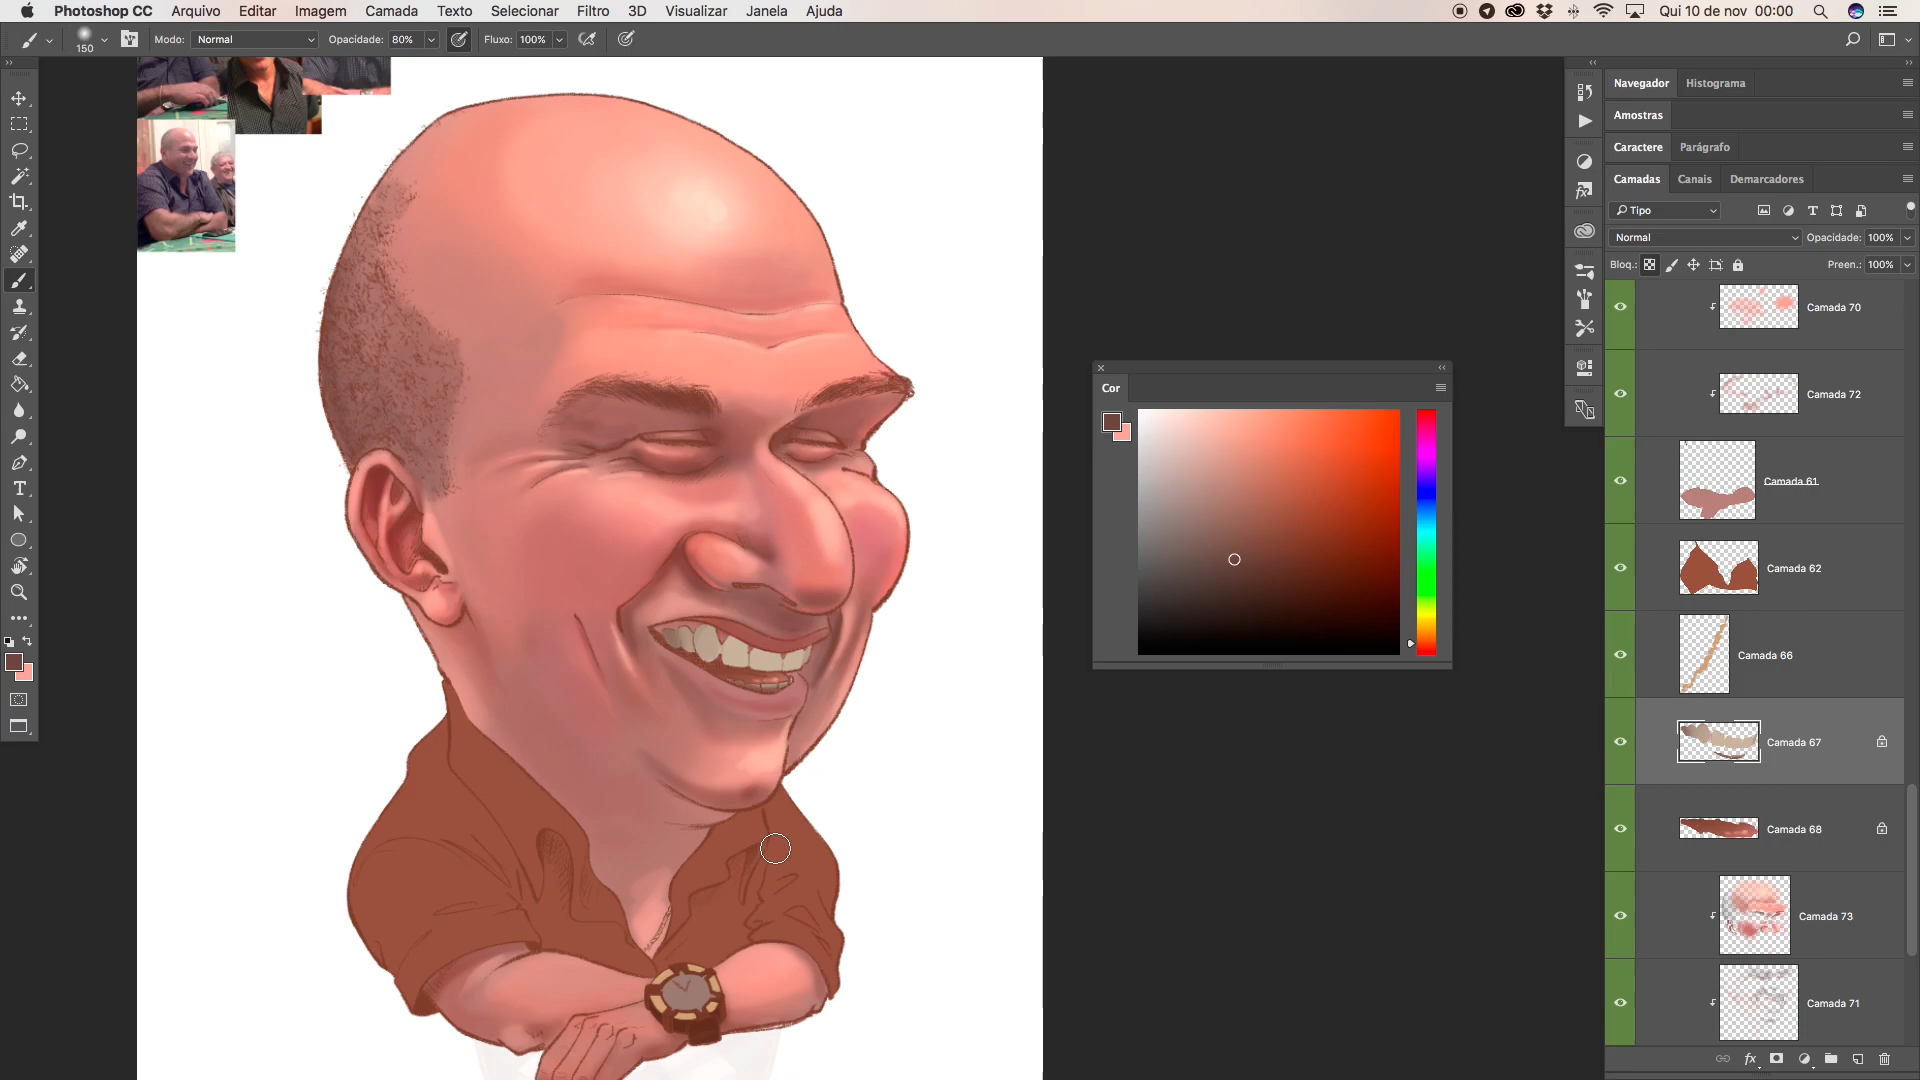 Photoshop CC Arquivo Editar Imagem Camada Texto Selecionar Filtro 3D Visualizar Janela Ajuda Qui 10 de nov 00:00
150 Modo: Normal Opacidade: 80% Fluxo: 100%
Navegador Histograma
Amostras
Caractere Parágrafo
Camadas Canais Demarcadores
Tipo
Normal Opacidade: 100%
Bloq.: Preen.: 100%
Camada 70
Cor
Camada 72
Camada 61
Camada 62
Camada 66
Camada 67
Camada 68
Camada 73
Camada 71